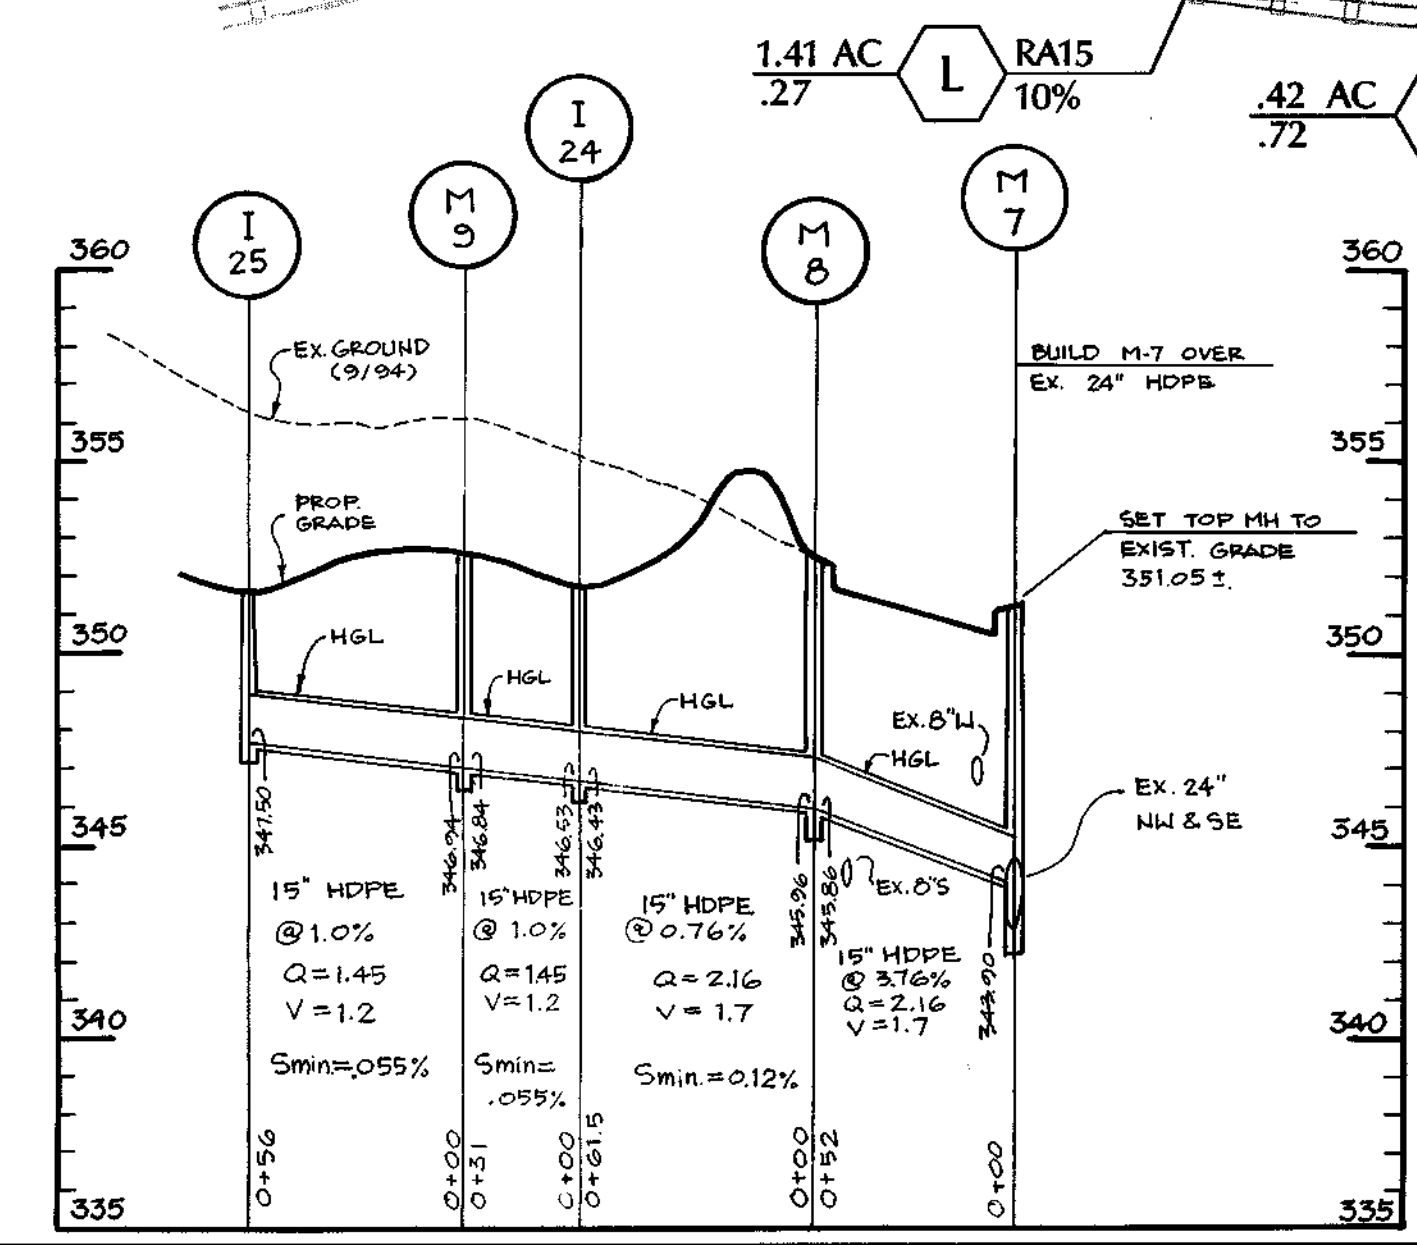 1.41 AC
.27
L
RA15
10%
.42 AC
.72
I
25
M
9
I
24
M
8
M
7
360
355
350
345
340
335
360
355
350
345
340
335
EX. GROUND
(9/94)
PROP.
GRADE
HGL
HGL
HGL
HGL
BUILD M-7 OVER
EX. 24" HDPE
SET TOP MH TO
EXIST. GRADE
351.05 ±.
EX. 8"W
EX. 24"
NW & SE
EX. 8"S
347.50
346.94
346.84
346.53
346.43
345.96
345.86
343.90
15" HDPE
@ 1.0%
Q=1.45
V=1.2
Smin=.055%
15" HDPE
@ 1.0%
Q=145
V=1.2
Smin=
.055%
15" HDPE
@ 0.76%
Q=2.16
V= 1.7
Smin.=0.12%
15" HDPE
@ 3.76%
Q=2.16
V=1.7
0+56
0+00
0+31
0+00
0+61.5
0+00
0+52
0+00